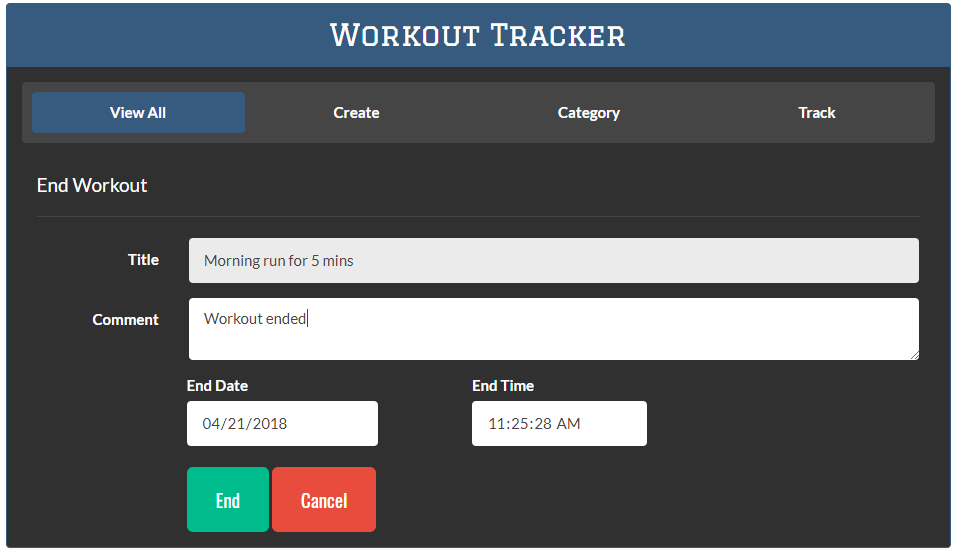 Workout Tracker
View All Create Category Track
End Workout
Title Morning run for 5 mins
Comment Workout ended
End Date End Time
04/21/2018 11:25:28 AM
End Cancel